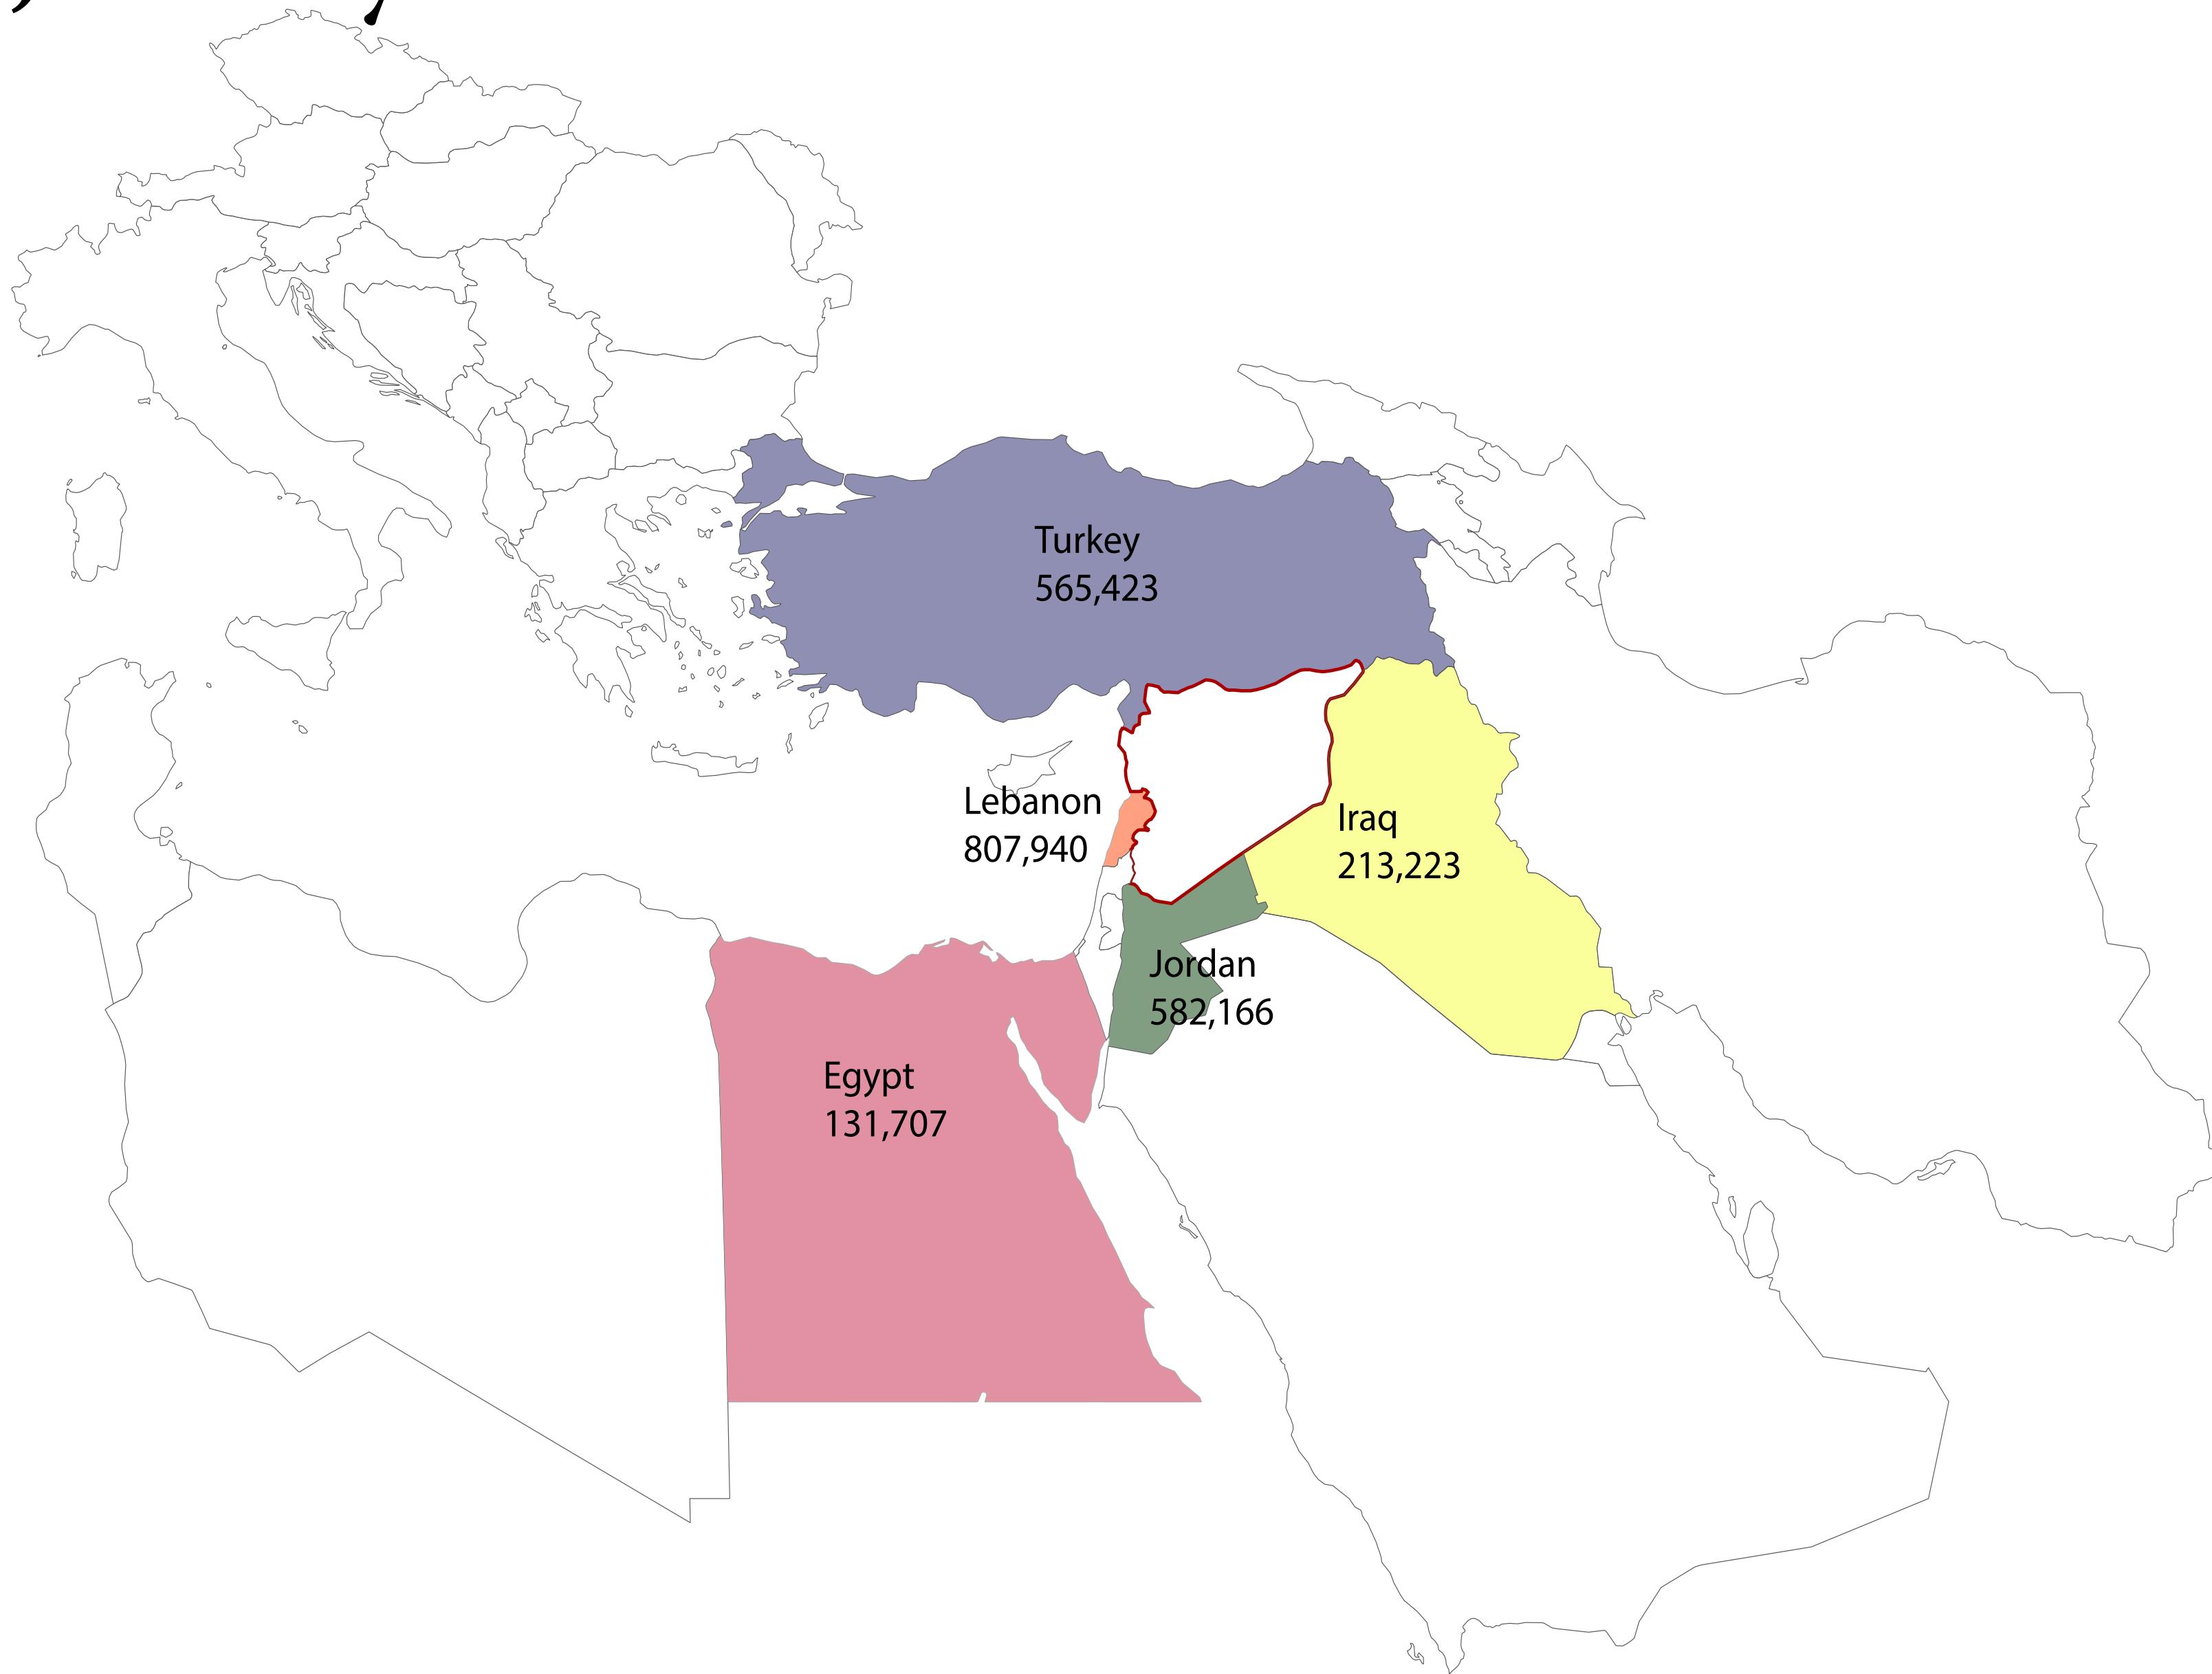 Turkey
565,423
Lebanon
807,940
Iraq
213,223
Jordan
582,166
Egypt
131,707